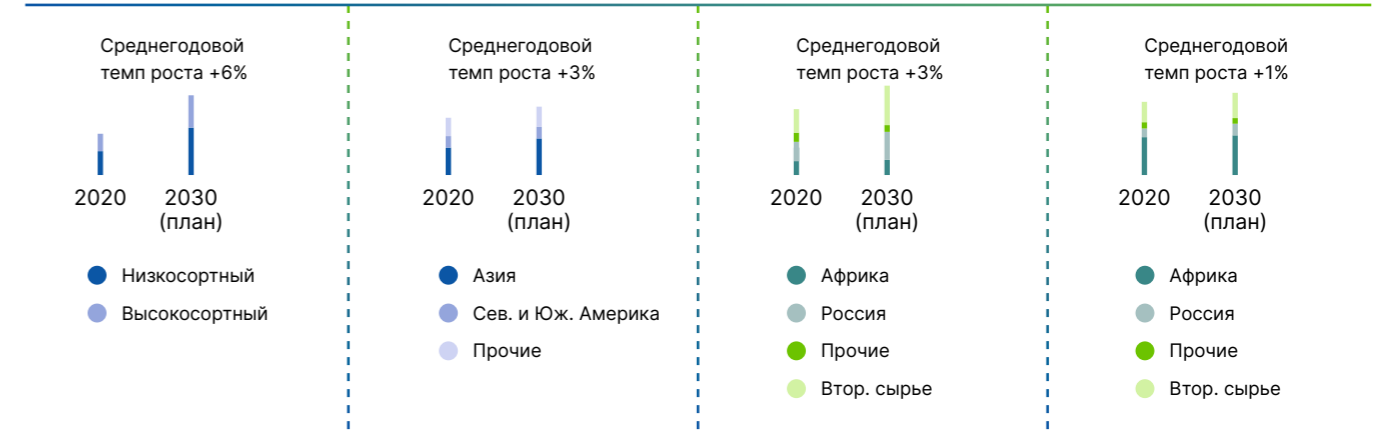 Среднегодовой
темп роста +6%
2020
2030
(план)
Низкосортный
Высокосортный
Среднегодовой
темп роста +3%
2020
2030
(план)
Азия
Сев. и Юж. Америка
Прочие
Среднегодовой
темп роста +3%
2020
2030
(план)
Африка
Россия
Прочие
Втор. сырье
Среднегодовой
темп роста +1%
2020
2030
(план)
Африка
Россия
Прочие
Втор. сырье